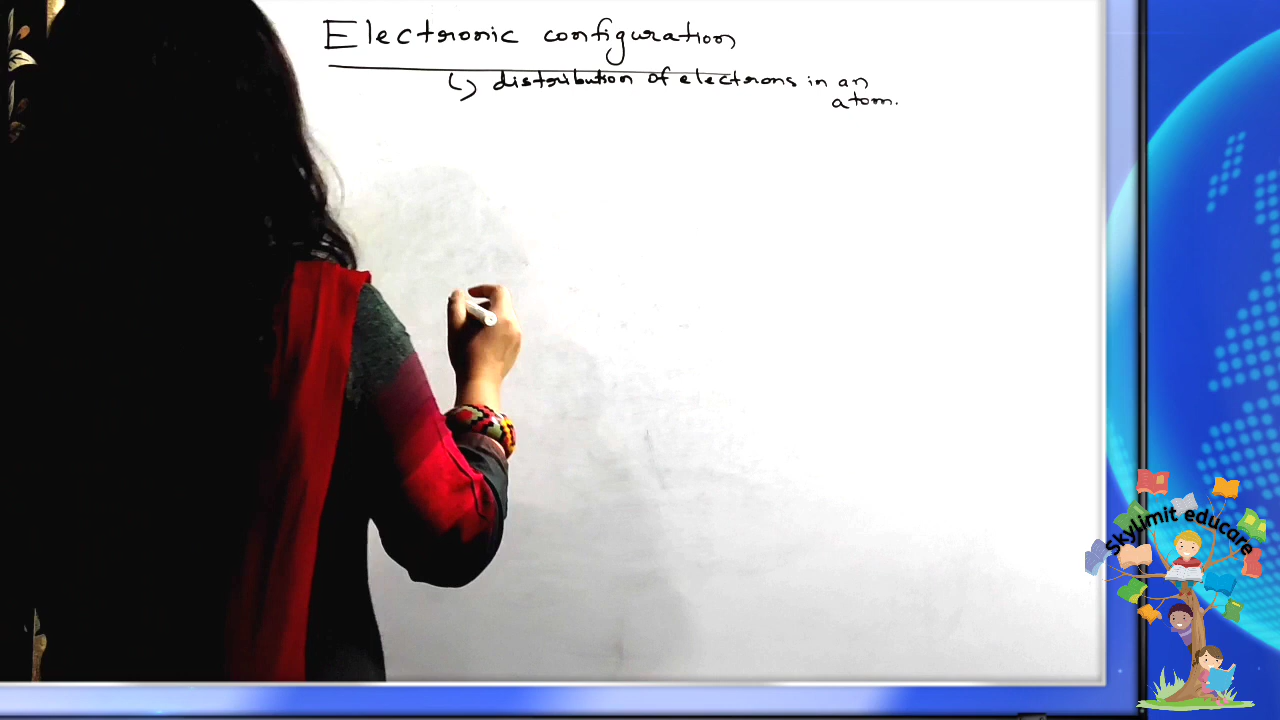 Electronic configuration
↳ distribution of electrons in an
atom.
Skylimit educare